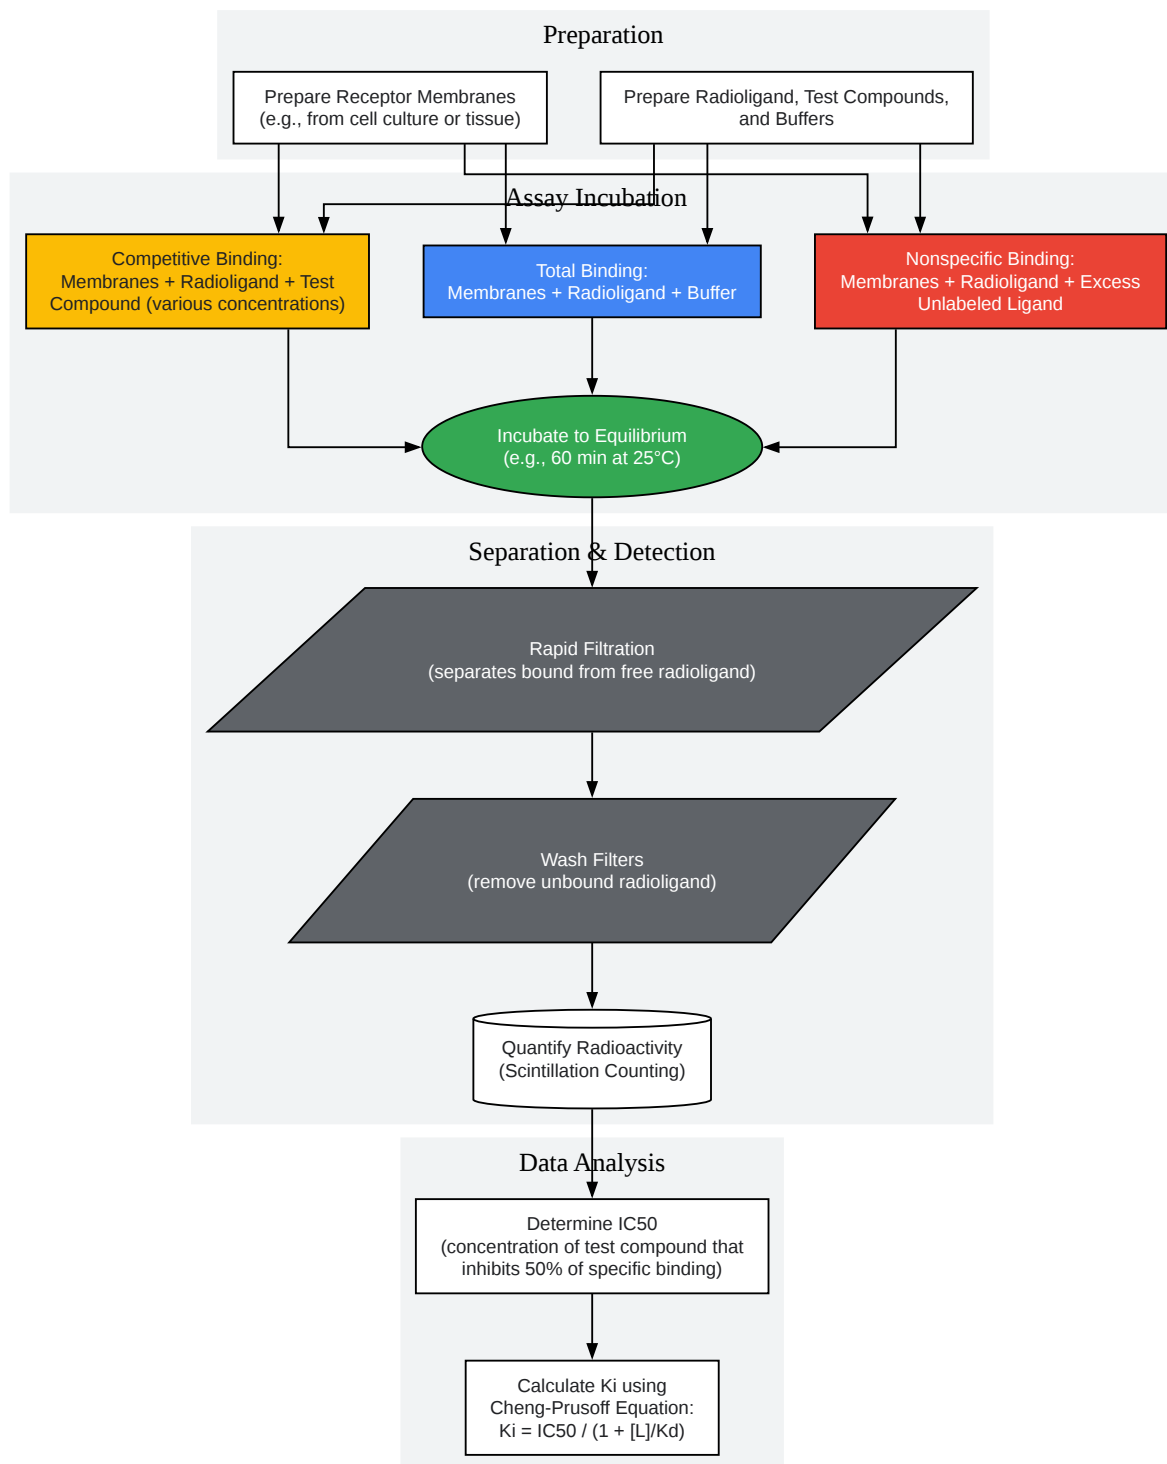 Preparation
Prepare Receptor Membranes
(e.g., from cell culture or tissue)
Prepare Radioligand, Test Compounds,
and Buffers
Assay Incubation
Competitive Binding:
Membranes + Radioligand + Test
Compound (various concentrations)
Total Binding:
Membranes + Radioligand + Buffer
Nonspecific Binding:
Membranes + Radioligand + Excess
Unlabeled Ligand
Incubate to Equilibrium
(e.g., 60 min at 25°C)
Separation & Detection
Rapid Filtration
(separates bound from free radioligand)
Wash Filters
(remove unbound radioligand)
Quantify Radioactivity
(Scintillation Counting)
Data Analysis
Determine IC50
(concentration of test compound that
inhibits 50% of specific binding)
Calculate Ki using
Cheng-Prusoff Equation:
Ki = IC50 / (1 + [L]/Kd)